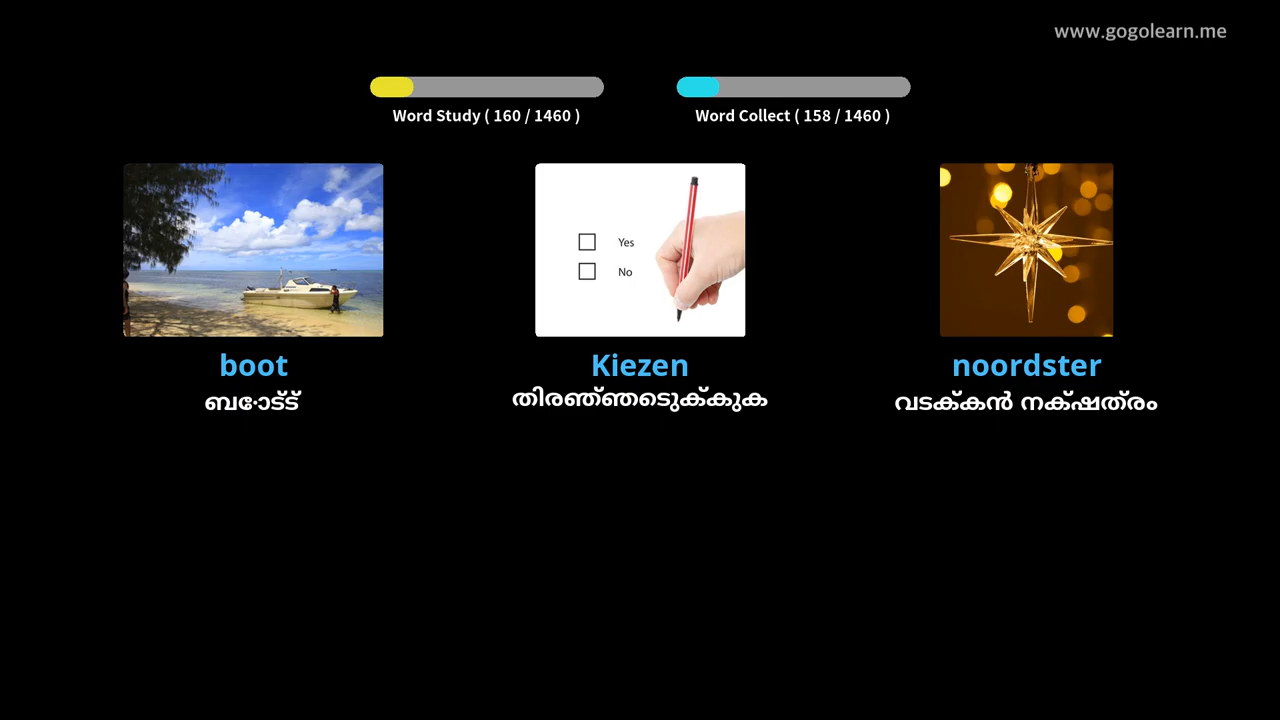 www.gogolearn.me
Word Study ( 160 / 1460 )
Word Collect ( 158 / 1460 )
Yes
No
boot
Kiezen
noordster
ബോട്ട്
തിരഞ്ഞെടുക്കുക
വടക്കൻ നക്ഷത്രം